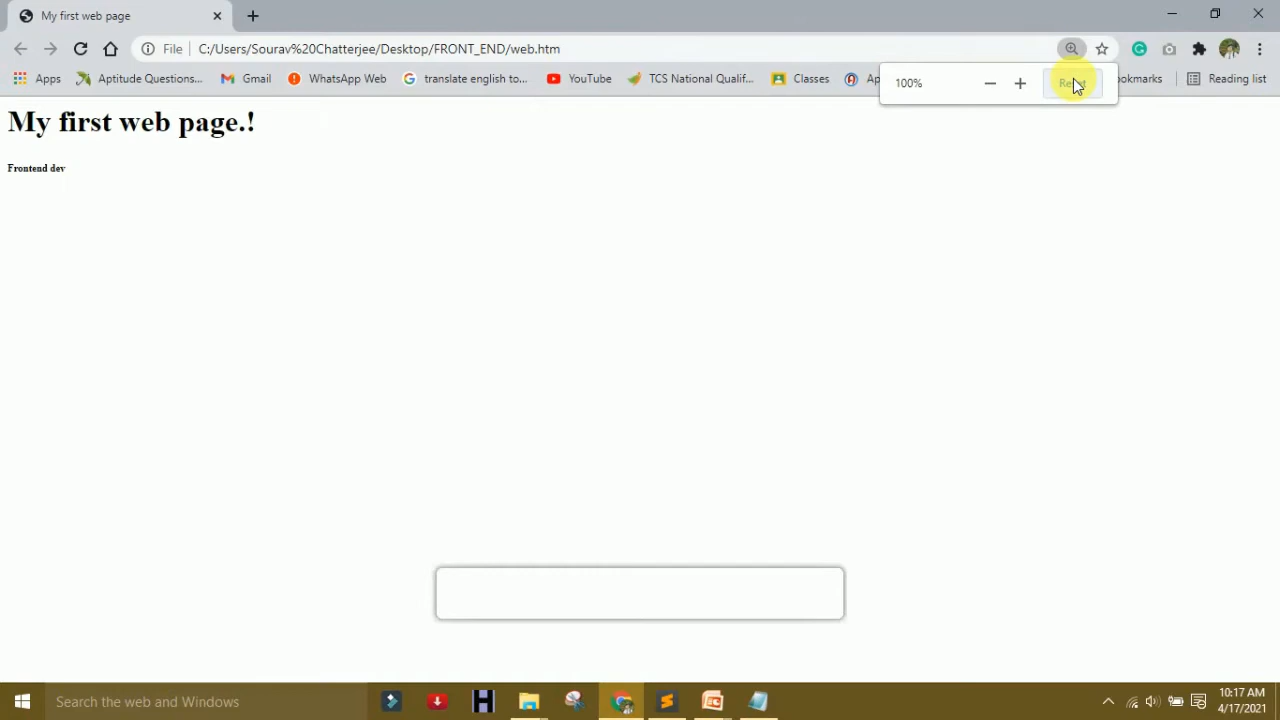 My first web page
File
C:/Users/Sourav%20Chatterjee/Desktop/FRONT_END/web.htm
Apps
Aptitude Questions...
Gmail
WhatsApp Web
translate english to...
YouTube
TCS National Qualif...
Classes
Reading list
100%
My first web page.!
Frontend dev
Search the web and Windows
10:17 AM
4/17/2021